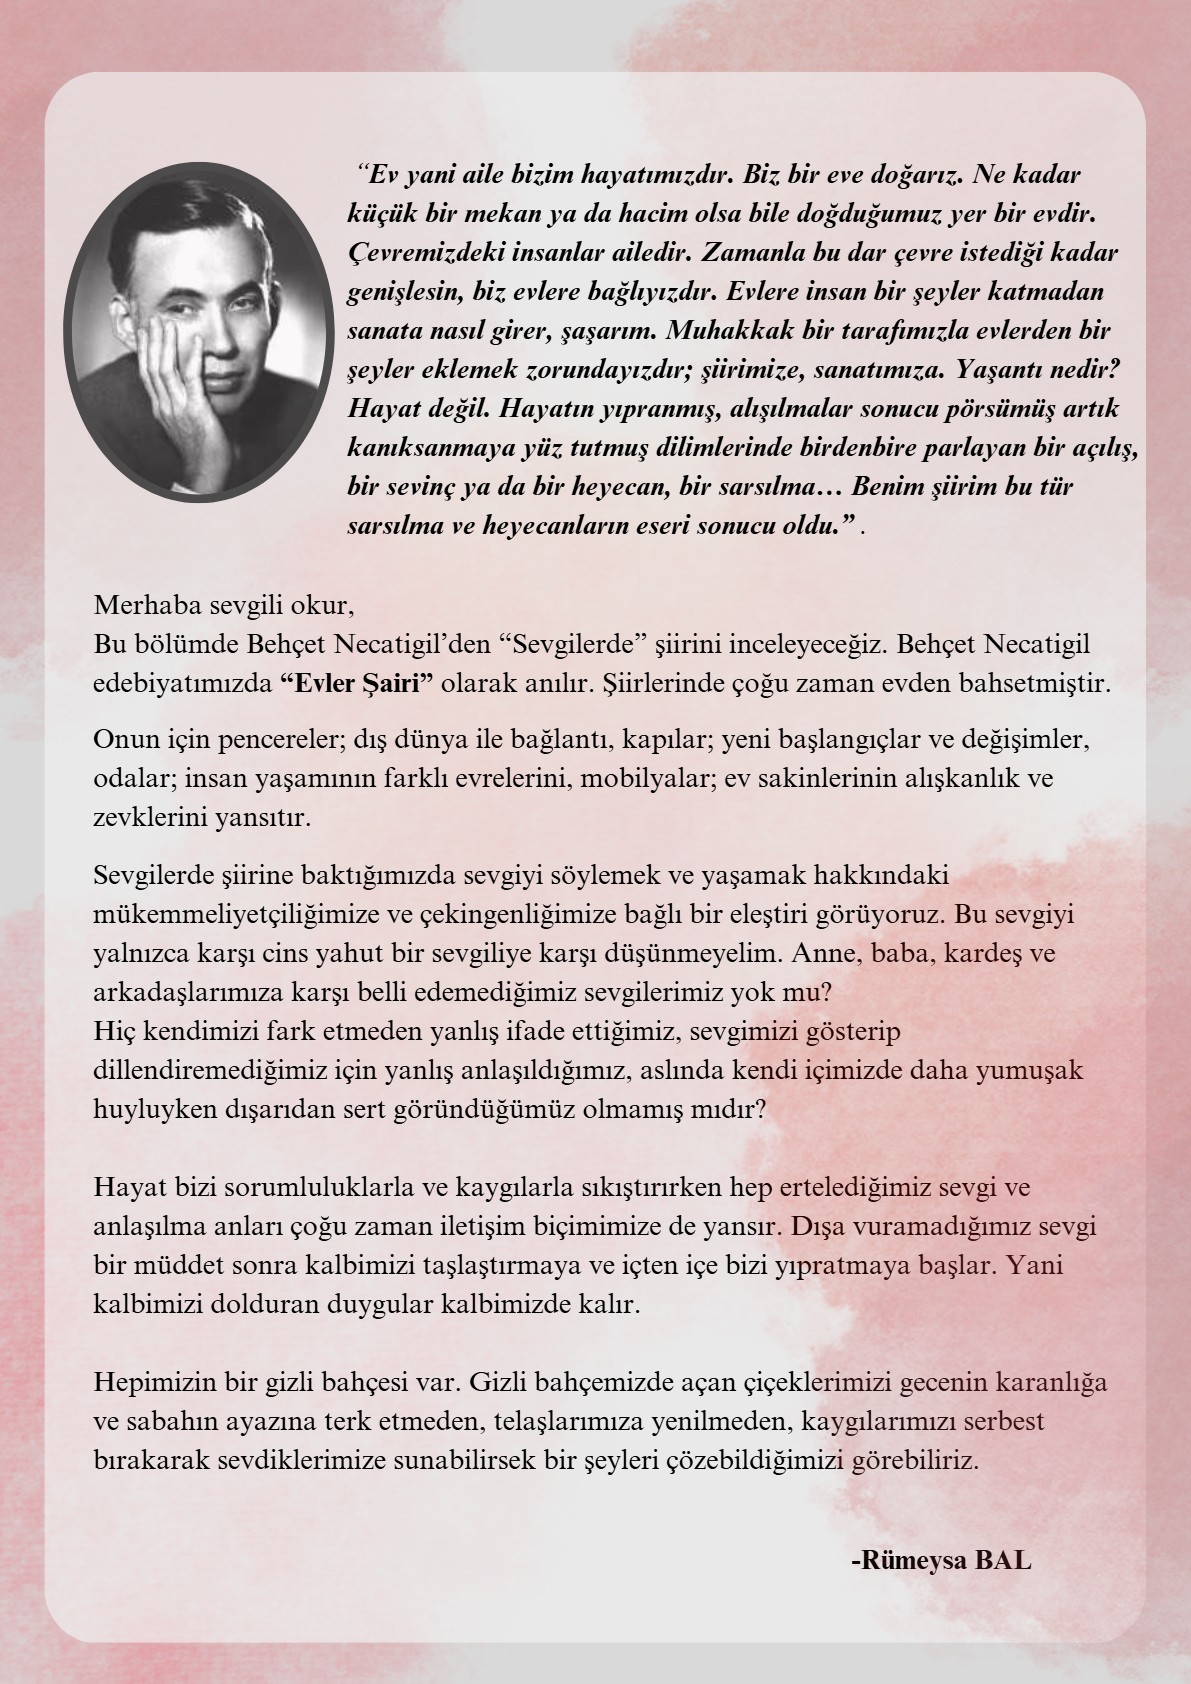 “Ev yani aile bizim hayatımızdır. Biz bir eve doğarız. Ne kadar
küçük bir mekan ya da hacim olsa bile doğduğumuz yer bir evdir.
Çevremizdeki insanlar ailedir. Zamanla bu dar çevre istediği kadar
genişlesin, biz evlere bağlıyızdır. Evlere insan bir şeyler katmadan
sanata nasıl girer, şaşarım. Muhakkak bir tarafımızla evlerden bir
şeyler eklemek zorundayızdır; şiirimize, sanatımıza. Yaşantı nedir?
Hayat değil. Hayatın yıpranmış, alışılmalar sonucu pörsümüş artık
kanıksanmaya yüz tutmuş dilimlerinde birdenbire parlayan bir açılış,
bir sevinç ya da bir heyecan, bir sarsılma… Benim şiirim bu tür
sarsılma ve heyecanların eseri sonucu oldu.” .
Merhaba sevgili okur,
Bu bölümde Behçet Necatigil’den “Sevgilerde” şiirini inceleyeceğiz. Behçet Necatigil
edebiyatımızda “Evler Şairi” olarak anılır. Şiirlerinde çoğu zaman evden bahsetmiştir.
Onun için pencereler; dış dünya ile bağlantı, kapılar; yeni başlangıçlar ve değişimler,
odalar; insan yaşamının farklı evrelerini, mobilyalar; ev sakinlerinin alışkanlık ve
zevklerini yansıtır.
Sevgilerde şiirine baktığımızda sevgiyi söylemek ve yaşamak hakkındaki
mükemmeliyetçiliğimize ve çekingenliğimize bağlı bir eleştiri görüyoruz. Bu sevgiyi
yalnızca karşı cins yahut bir sevgiliye karşı düşünmeyelim. Anne, baba, kardeş ve
arkadaşlarımıza karşı belli edemediğimiz sevgilerimiz yok mu?
Hiç kendimizi fark etmeden yanlış ifade ettiğimiz, sevgimizi gösterip
dillendiremediğimiz için yanlış anlaşıldığımız, aslında kendi içimizde daha yumuşak
huyluyken dışarıdan sert göründüğümüz olmamış mıdır?
Hayat bizi sorumluluklarla ve kaygılarla sıkıştırırken hep ertelediğimiz sevgi ve
anlaşılma anları çoğu zaman iletişim biçimimize de yansır. Dışa vuramadığımız sevgi
bir müddet sonra kalbimizi taşlaştırmaya ve içten içe bizi yıpratmaya başlar. Yani
kalbimizi dolduran duygular kalbimizde kalır.
Hepimizin bir gizli bahçesi var. Gizli bahçemizde açan çiçeklerimizi gecenin karanlığa
ve sabahın ayazına terk etmeden, telaşlarımıza yenilmeden, kaygılarımızı serbest
bırakarak sevdiklerimize sunabilirsek bir şeyleri çözebildiğimizi görebiliriz.
-Rümeysa BAL